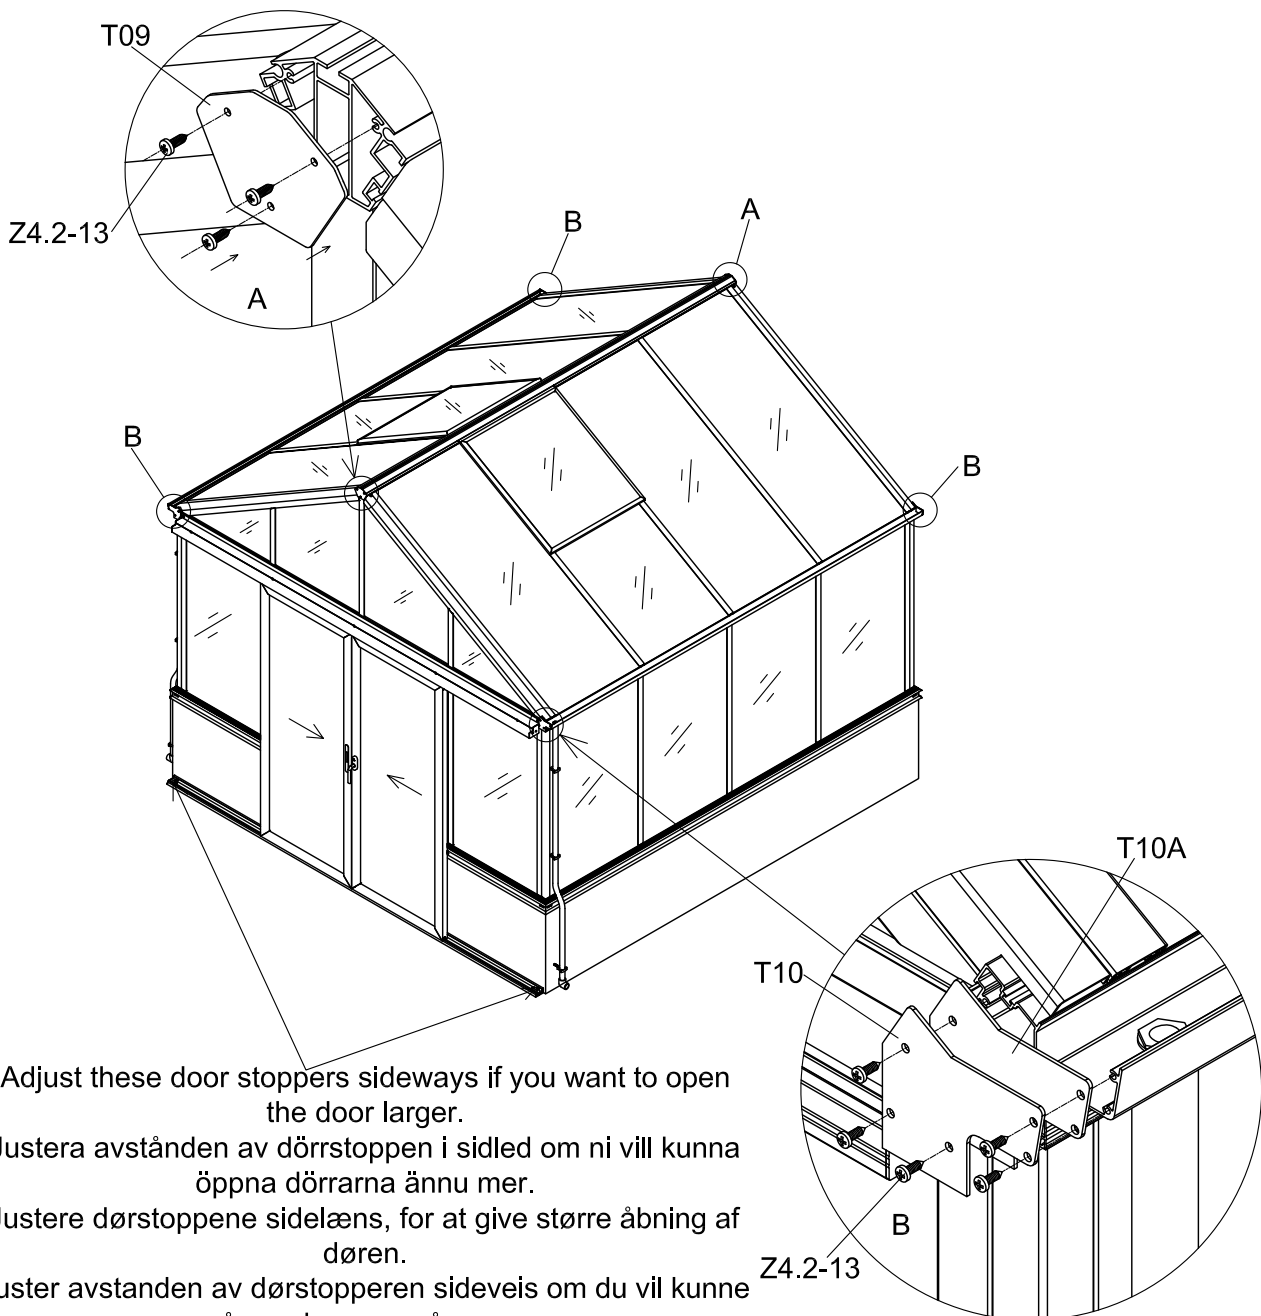 T09
Z4.2-13
A
B
A
B
B
T10A
T10
B
Z4.2-13
Adjust these door stoppers sideways if you want to open
the door larger.
Justera avstånden av dörrstoppen i sidled om ni vill kunna
öppna dörrarna ännu mer.
Justere dørstoppene sidelæns, for at give større åbning af
døren.
uster avstanden av dørstopperen sideveis om du vil kunne